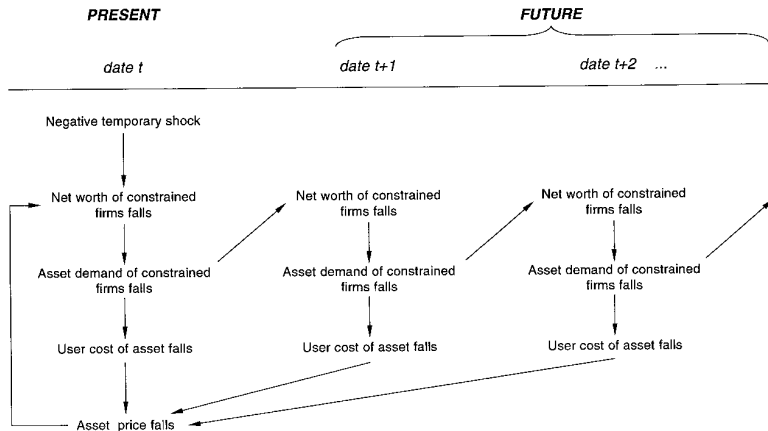 PRESENT
FUTURE
date t
date t+1
date t+2 ...
Negative temporary shock
Net worth of constrained
firms falls
Net worth of constrained
firms falls
Net worth of constrained
firms falls
Asset demand of constrained
firms falls
Asset demand of constrained
firms falls
Asset demand of constrained
firms falls
User cost of asset falls
User cost of asset falls
User cost of asset falls
Asset price falls